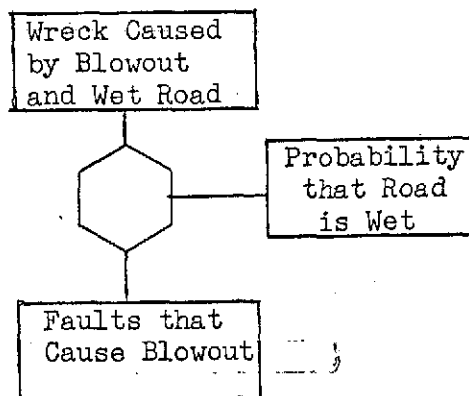 Wreck Caused
by Blowout
and Wet Road
Probability
that Road
is Wet
Faults that
Cause Blowout